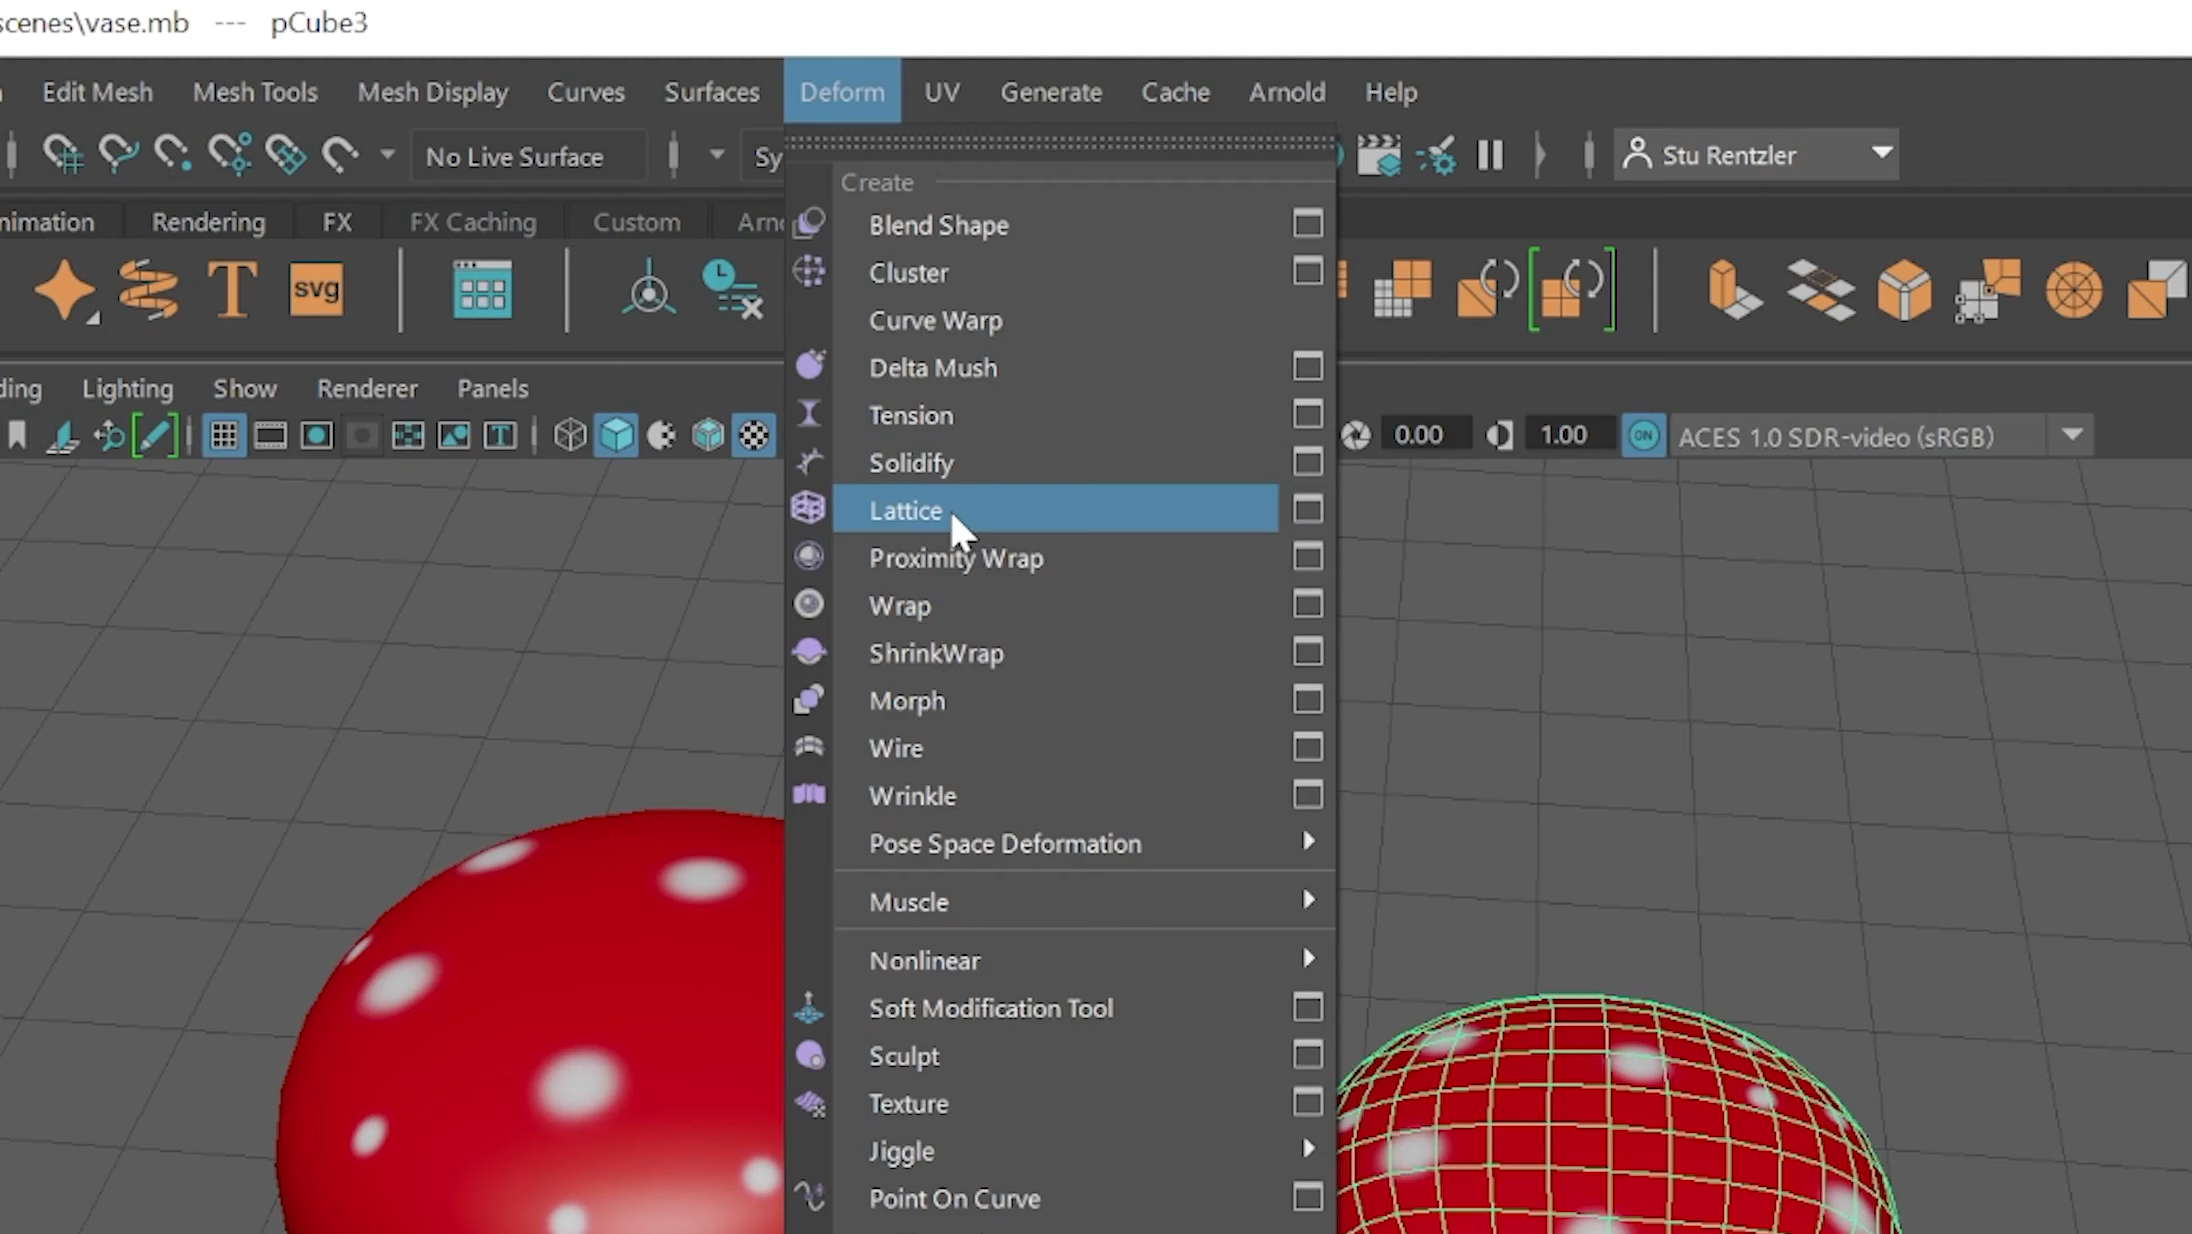 scenes\vase.mb --- pCube3
Edit Mesh Mesh Tools Mesh Display Curves Surfaces Deform UV Generate Cache Arnold Help
No Live Surface Sy Stu Rentzler
nimation Rendering FX FX Caching Custom Arno
T svg
ding Lighting Show Renderer Panels
T 0.00 1.00 ON ACES 1.0 SDR-video (sRGB)
Create
Blend Shape
Cluster
Curve Warp
Delta Mush
Tension
Solidify
Lattice
Proximity Wrap
Wrap
ShrinkWrap
Morph
Wire
Wrinkle
Pose Space Deformation
Muscle
Nonlinear
Soft Modification Tool
Sculpt
Texture
Jiggle
Point On Curve